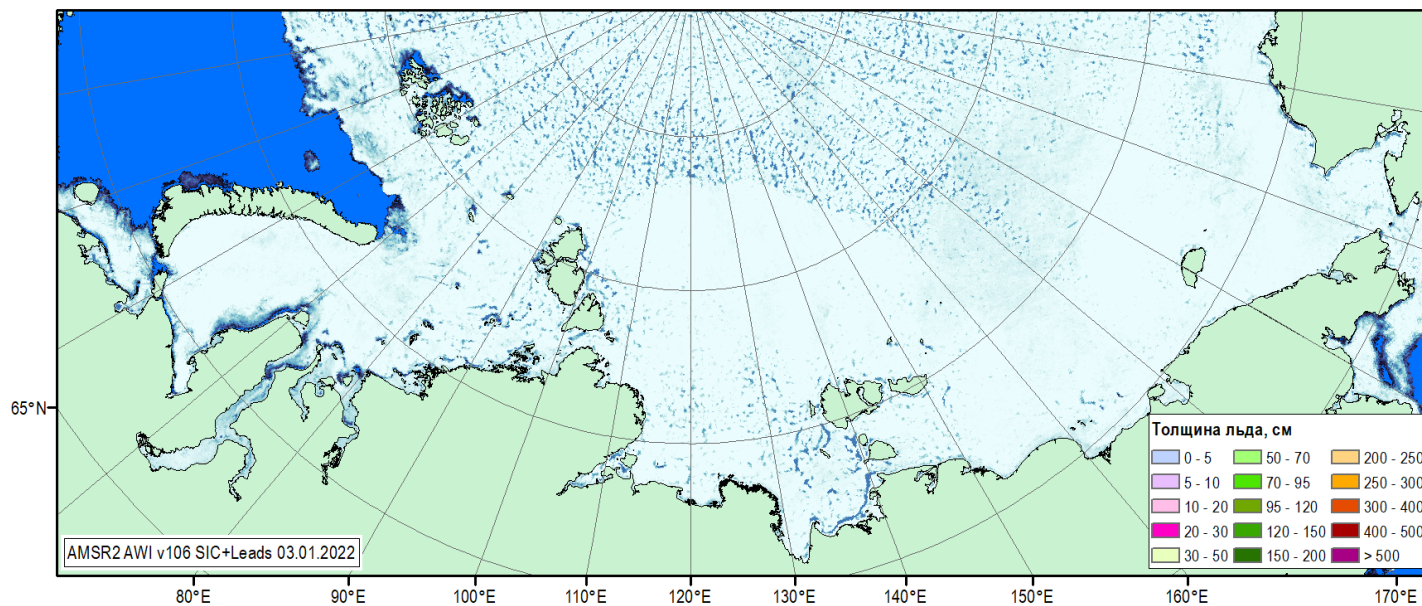 65°N
Толщина льда, см
0 - 5
50 - 70
200 - 250
5 - 10
70 - 95
250 - 300
10 - 20
95 - 120
300 - 400
20 - 30
120 - 150
400 - 500
30 - 50
150 - 200
> 500
AMSR2 AWI v106 SIC+Leads 03.01.2022
80°E
90°E
100°E
110°E
120°E
130°E
140°E
150°E
160°E
170°E